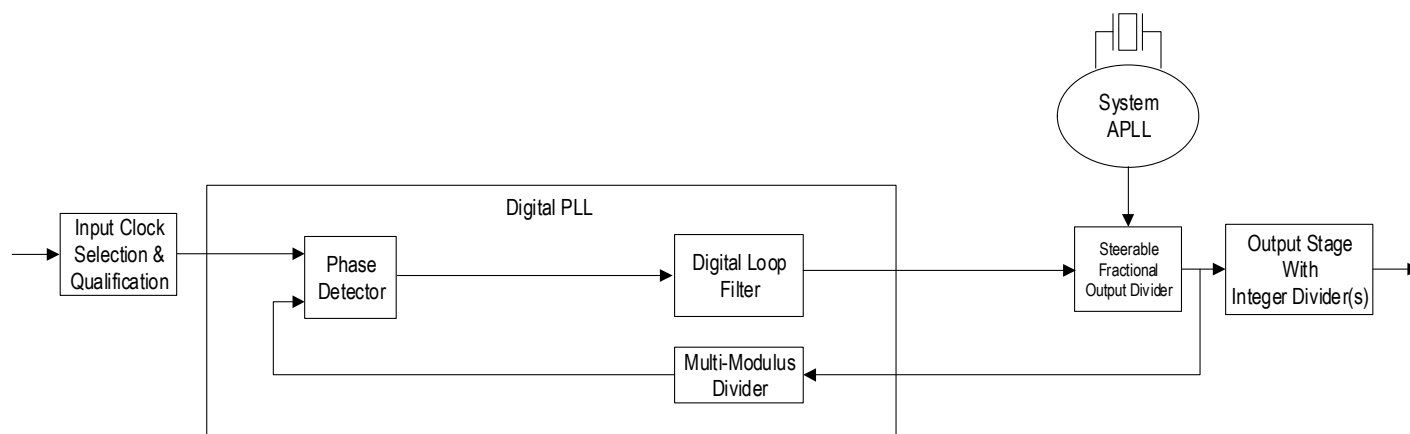 System
APLL
Digital PLL
Input Clock
Selection &
Qualification
Phase
Detector
Digital Loop
Filter
Steerable
Fractional
Output Divider
Output Stage
With
Integer Divider(s)
Multi-Modulus
Divider